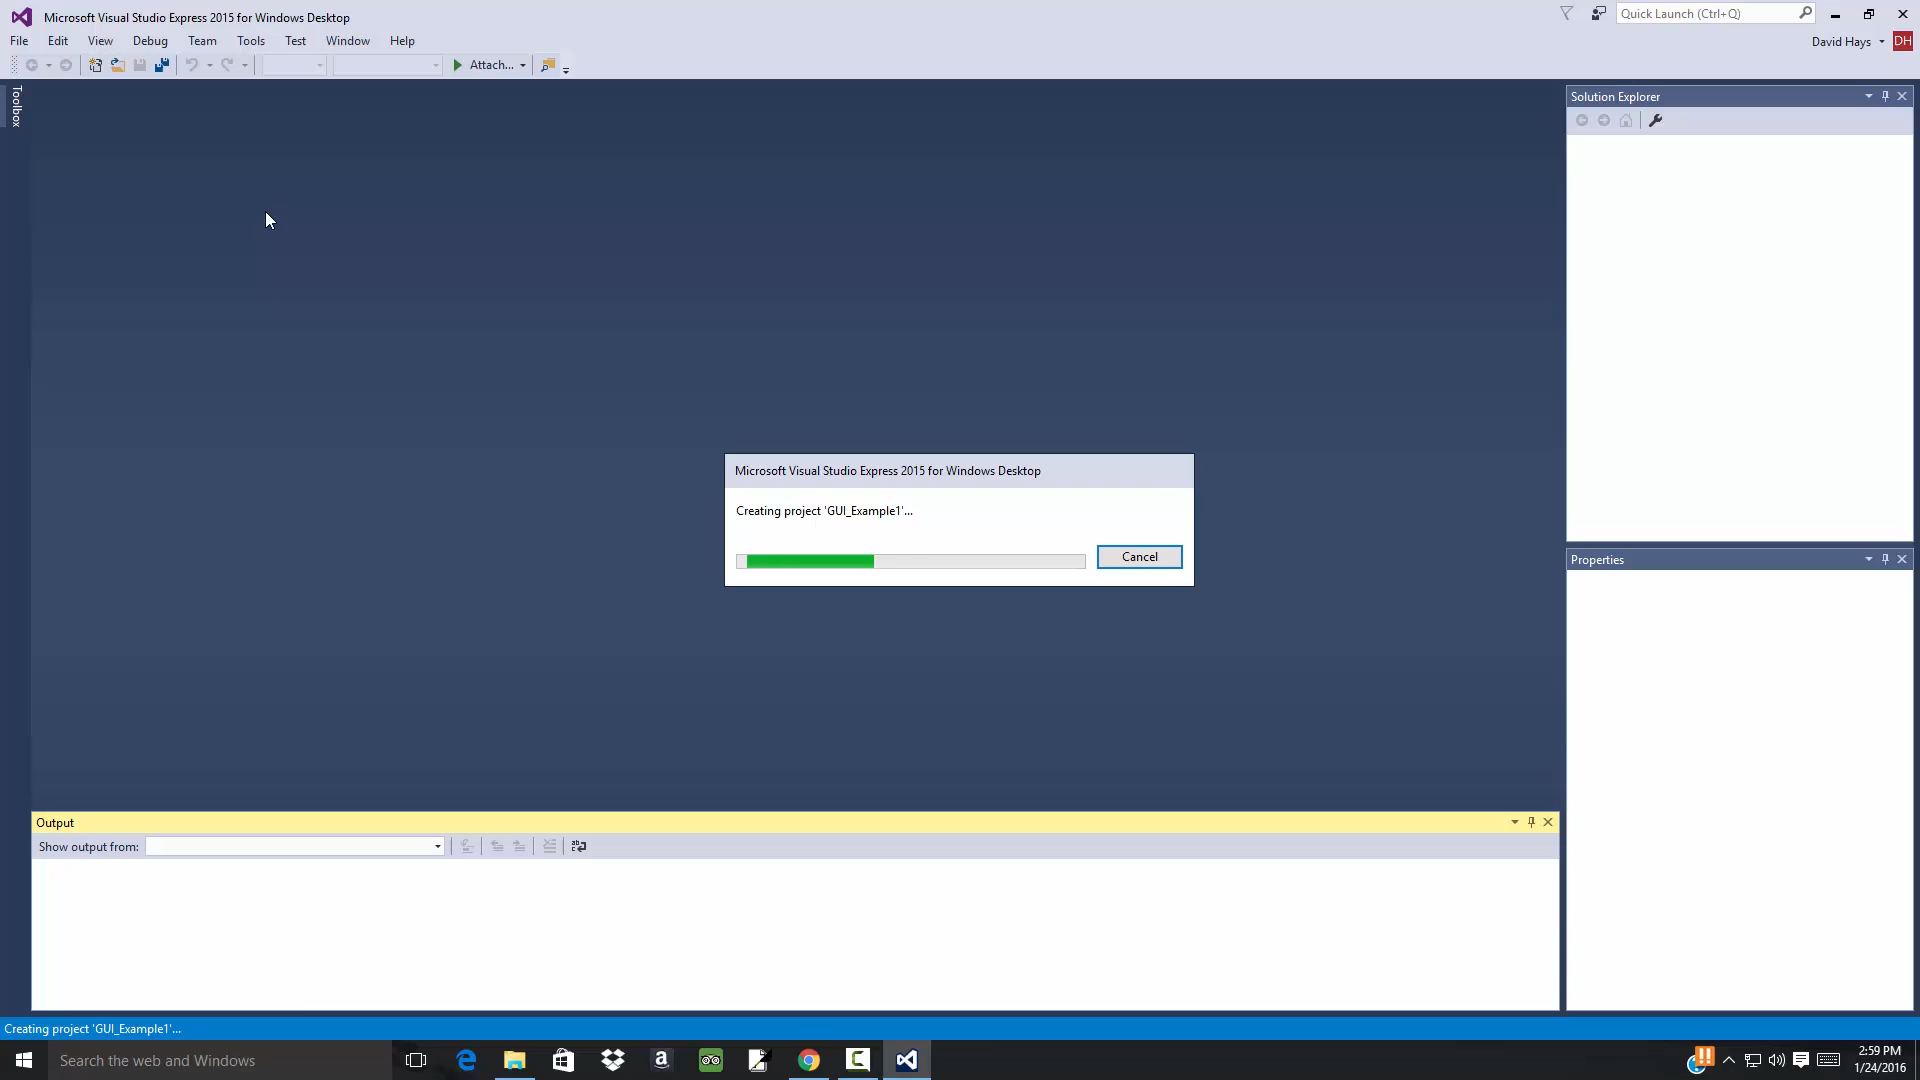 Microsoft Visual Studio Express 2015 for Windows Desktop
Quick Launch (Ctrl+Q)
File Edit View Debug Team Tools Test Window Help
David Hays DH
Attach...
Toolbox
Solution Explorer
Microsoft Visual Studio Express 2015 for Windows Desktop
Creating project 'GUI_Example1'...
Cancel
Properties
Output
Show output from:
Creating project 'GUI_Example1'...
Search the web and Windows
2:59 PM
1/24/2016